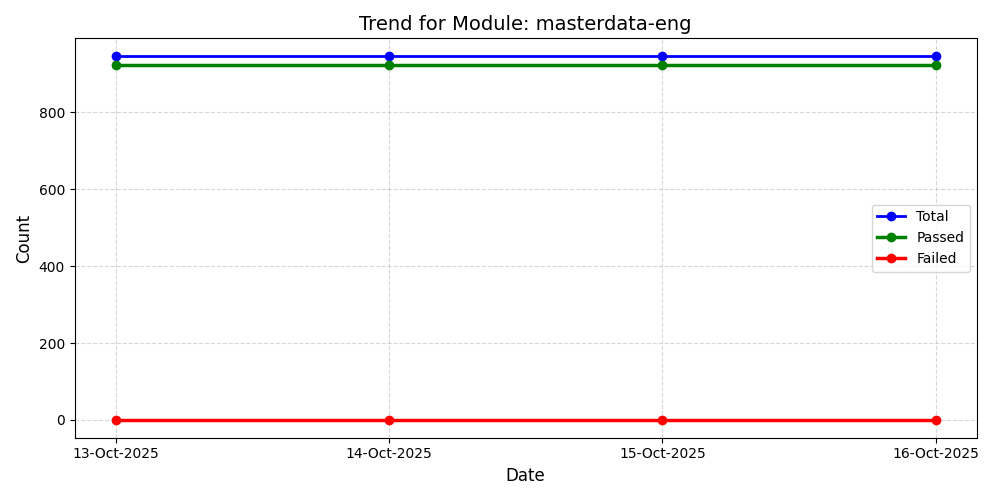 Trend for Module: masterdata-eng
Count
800
600
400
200
0
Total
Passed
Failed
13-Oct-2025 14-Oct-2025 15-Oct-2025 16-Oct-2025
Date